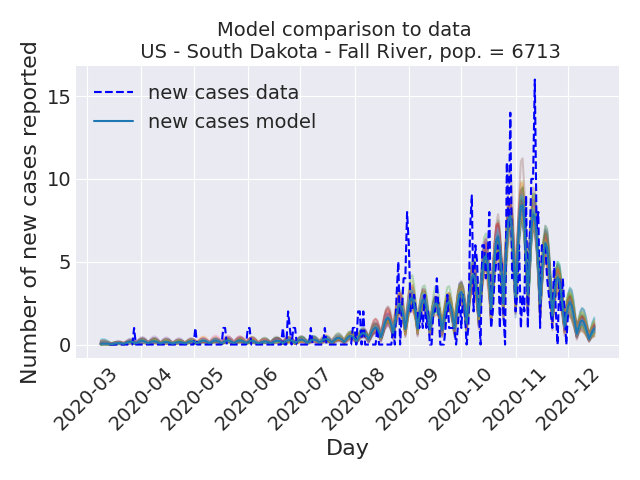 Model comparison to data
US - South Dakota - Fall River, pop. = 6713
Number of new cases reported
15
10
5
0
new cases data
new cases model
2020-03
2020-04
2020-05
2020-06
2020-07
2020-08
2020-09
2020-10
2020-11
2020-12
Day